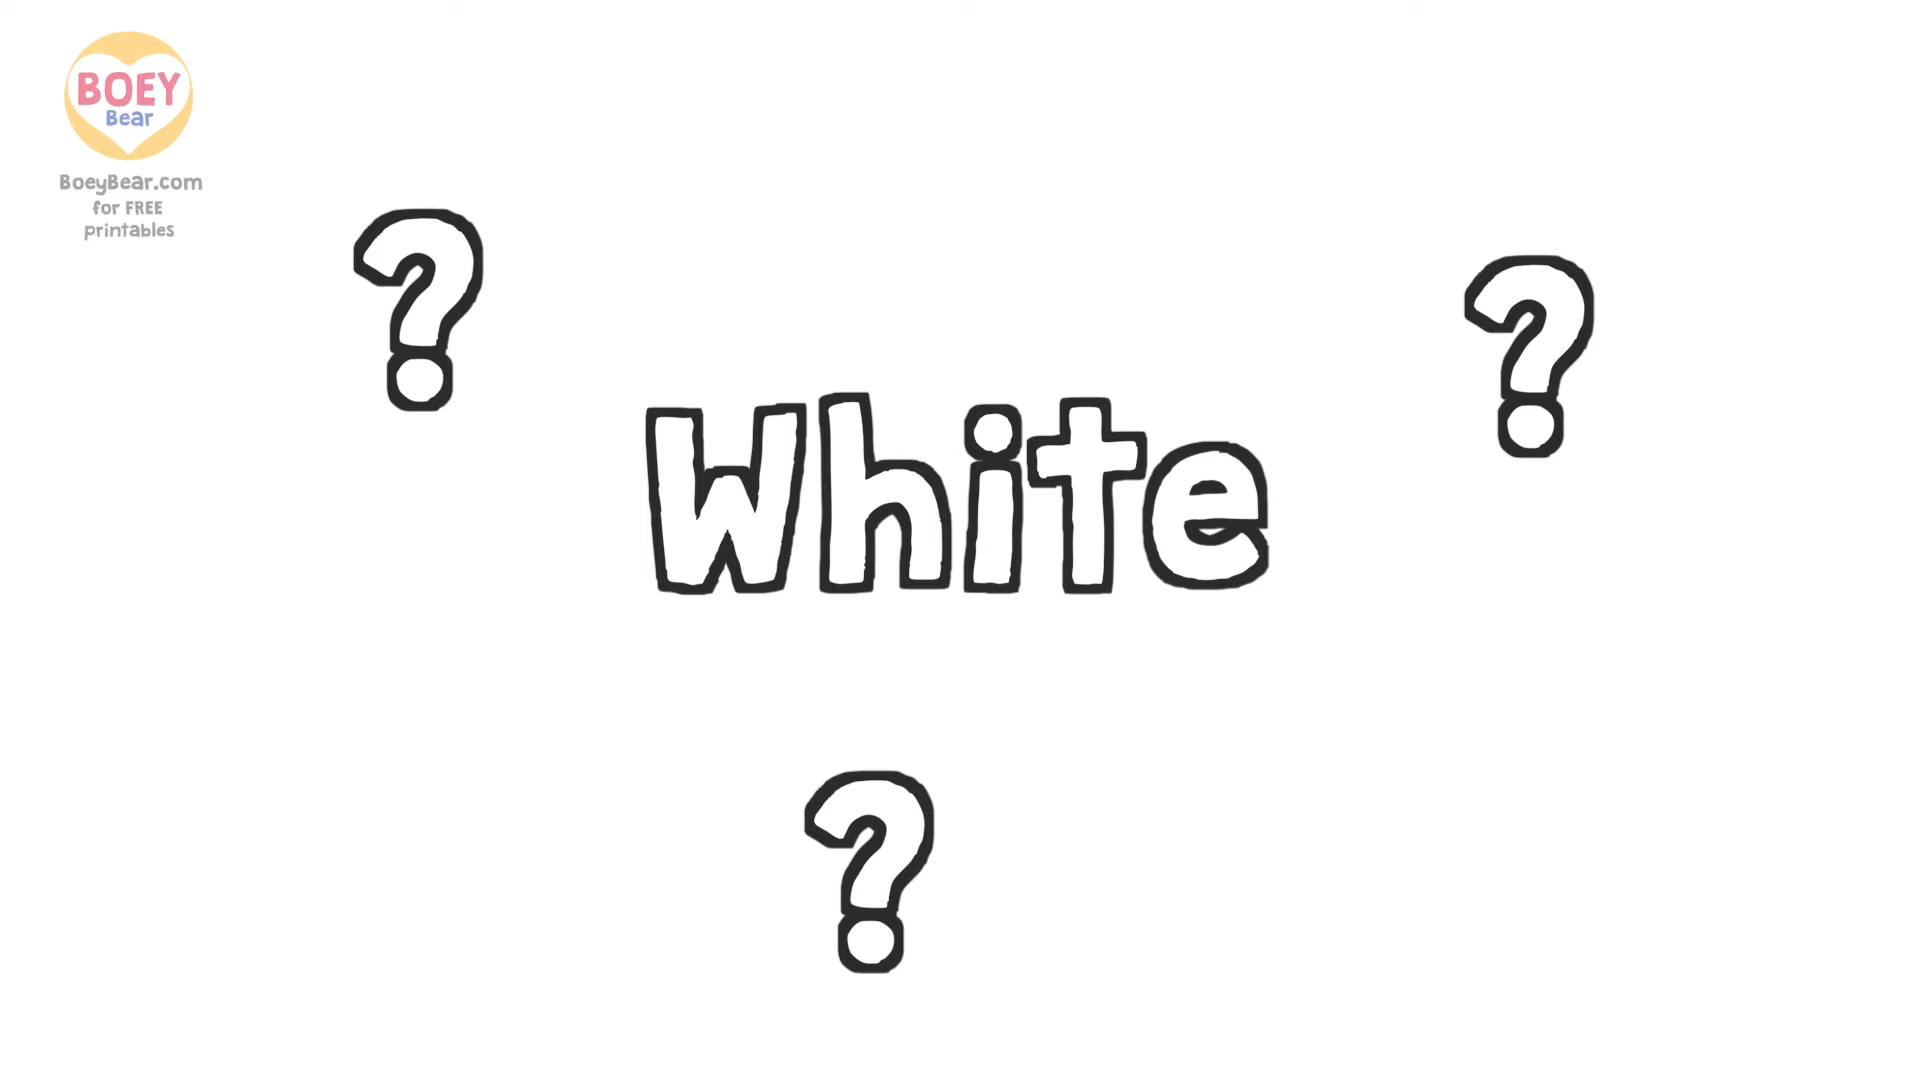 BOEY
Bear
BoeyBear.com
for FREE
printables
?
?
White
?